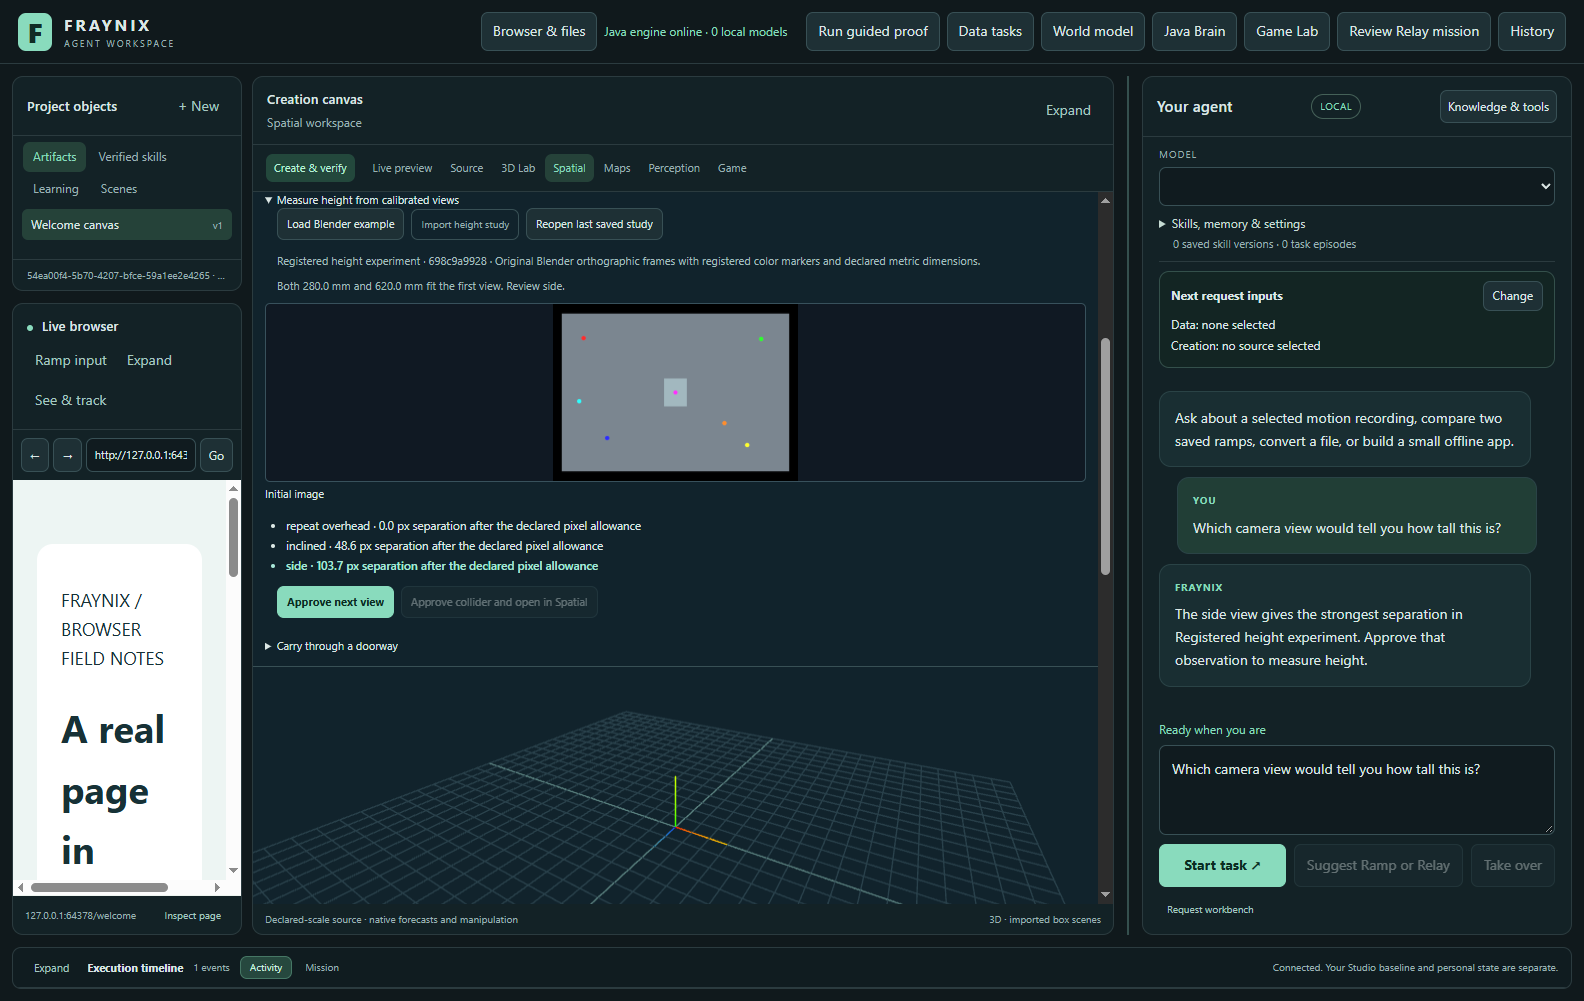 F
FRAYNIX
AGENT WORKSPACE
Browser & files
Java engine online · 0 local models
Run guided proof
Data tasks
World model
Java Brain
Game Lab
Review Relay mission
History
Project objects
+ New
Artifacts
Verified skills
Learning
Scenes
Welcome canvas
v1
54ea00f4-5b70-4207-bfce-59a1ee2e4265 · ...
Live browser
Ramp input
Expand
See & track
←
→
http://127.0.0.1:643
Go
FRAYNIX /
BROWSER
FIELD NOTES
A real
page
in
127.0.0.1:64378/welcome
Inspect page
Creation canvas
Spatial workspace
Expand
Create & verify
Live preview
Source
3D Lab
Spatial
Maps
Perception
Game
▼ Measure height from calibrated views
Load Blender example
Import height study
Reopen last saved study
Registered height experiment · 698c9a9928 · Original Blender orthographic frames with registered color markers and declared metric dimensions.
Both 280.0 mm and 620.0 mm fit the first view. Review side.
Initial image
• repeat overhead · 0.0 px separation after the declared pixel allowance
• inclined · 48.6 px separation after the declared pixel allowance
• side · 103.7 px separation after the declared pixel allowance
Approve next view
Approve collider and open in Spatial
▶ Carry through a doorway
Declared-scale source · native forecasts and manipulation
3D · imported box scenes
Your agent
LOCAL
Knowledge & tools
MODEL
▶ Skills, memory & settings
0 saved skill versions · 0 task episodes
Next request inputs
Change
Data: none selected
Creation: no source selected
Ask about a selected motion recording, compare two
saved ramps, convert a file, or build a small offline app.
YOU
Which camera view would tell you how tall this is?
FRAYNIX
The side view gives the strongest separation in
Registered height experiment. Approve that
observation to measure height.
Ready when you are
Which camera view would tell you how tall this is?
Start task ↗
Suggest Ramp or Relay
Take over
Request workbench
Expand
Execution timeline
1 events
Activity
Mission
Connected. Your Studio baseline and personal state are separate.